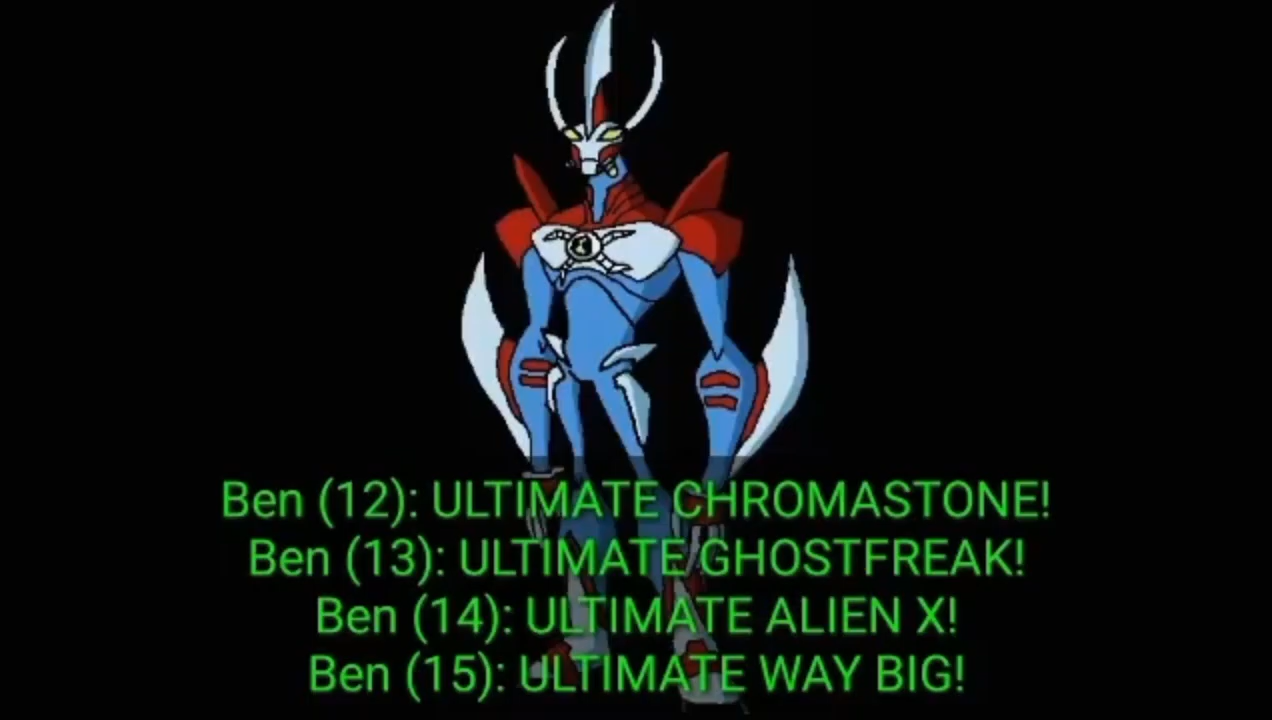 Ben (12): ULTIMATE CHROMASTONE!
Ben (13): ULTIMATE GHOSTFREAK!
Ben (14): ULTIMATE ALIEN X!
Ben (15): ULTIMATE WAY BIG!